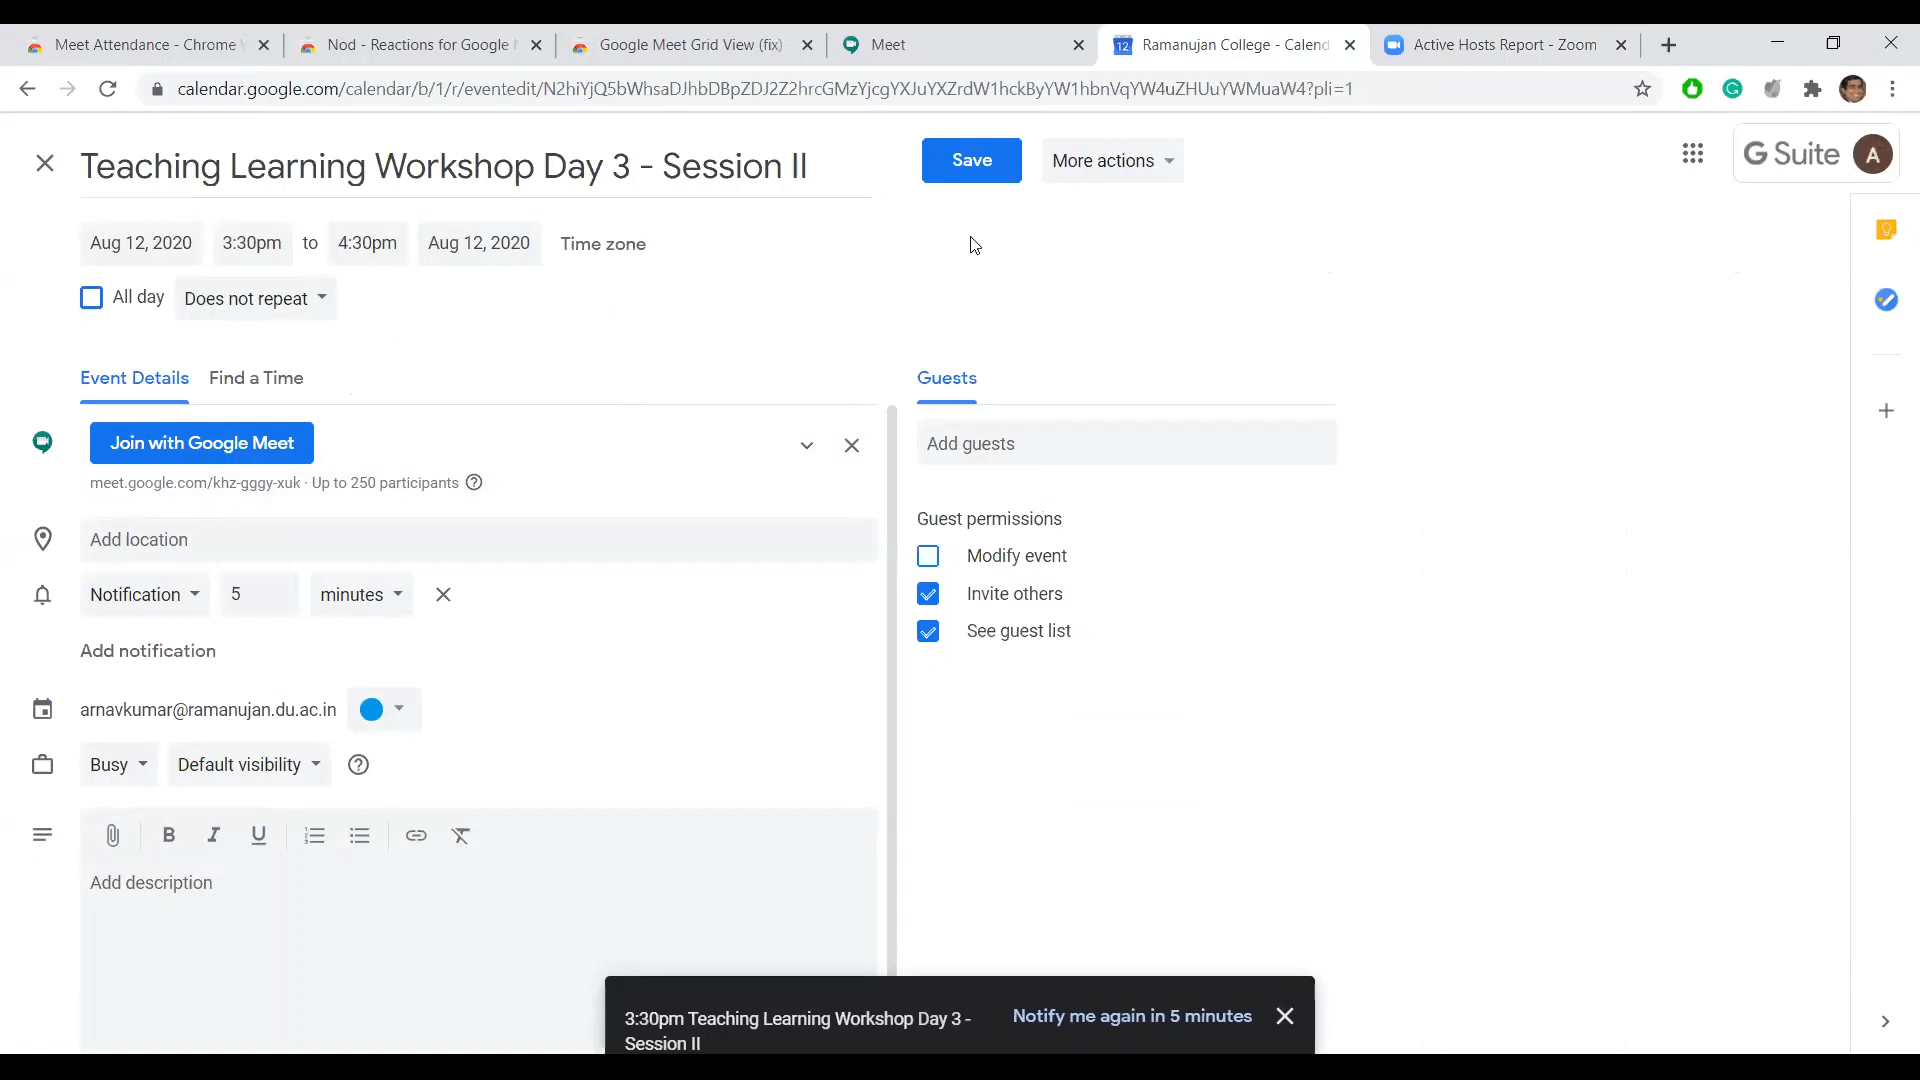 Meet Attendance - Chrome
Nod - Reactions for Google
Google Meet Grid View (fix)
Meet
12
Ramanujan College - Calend
Active Hosts Report - Zoom
calendar.google.com/calendar/b/1/r/eventedit/N2hiYjQ5bWhsaDJhbDBpZDJ2Z2hrcGMzYjcgYXJuYXZrdW1hckByYW1hbnVqYW4uZHUuYWMuaW4?pli=1
Teaching Learning Workshop Day 3 - Session II
Save
More actions
G Suite
A
Aug 12, 2020
3:30pm
to
4:30pm
Aug 12, 2020
Time zone
All day
Does not repeat
Event Details
Find a Time
Guests
Join with Google Meet
Add guests
meet.google.com/khz-gggy-xuk · Up to 250 participants
Guest permissions
Add location
Modify event
Notification
5
minutes
Invite others
See guest list
Add notification
arnavkumar@ramanujan.du.ac.in
Busy
Default visibility
B I U
Add description
3:30pm Teaching Learning Workshop Day 3 -
Session II
Notify me again in 5 minutes